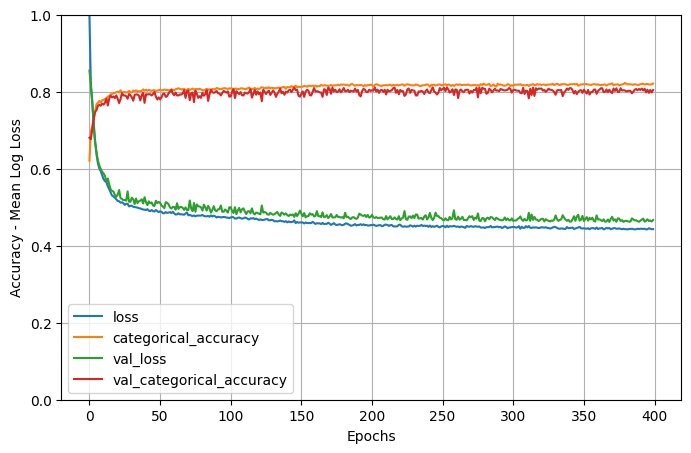 1.0
0.8
0.6
0.4
0.2
0.0
Accuracy - Mean Log Loss
loss
categorical_accuracy
val_loss
val_categorical_accuracy
0 50 100 150 200 250 300 350 400
Epochs